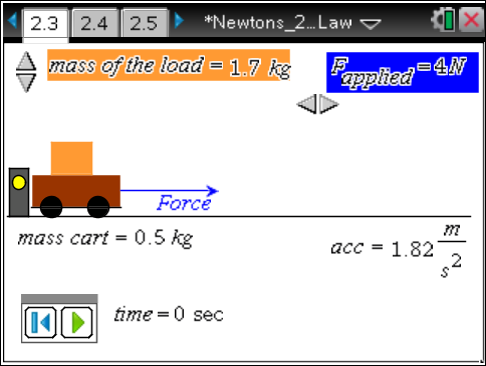 2.3 2.4 2.5 *Newtons_2...Law
mass of the load = 1.7 kg
F applied = 4N
Force
mass cart = 0.5 kg
acc = 1.82 m/s²
time = 0 sec